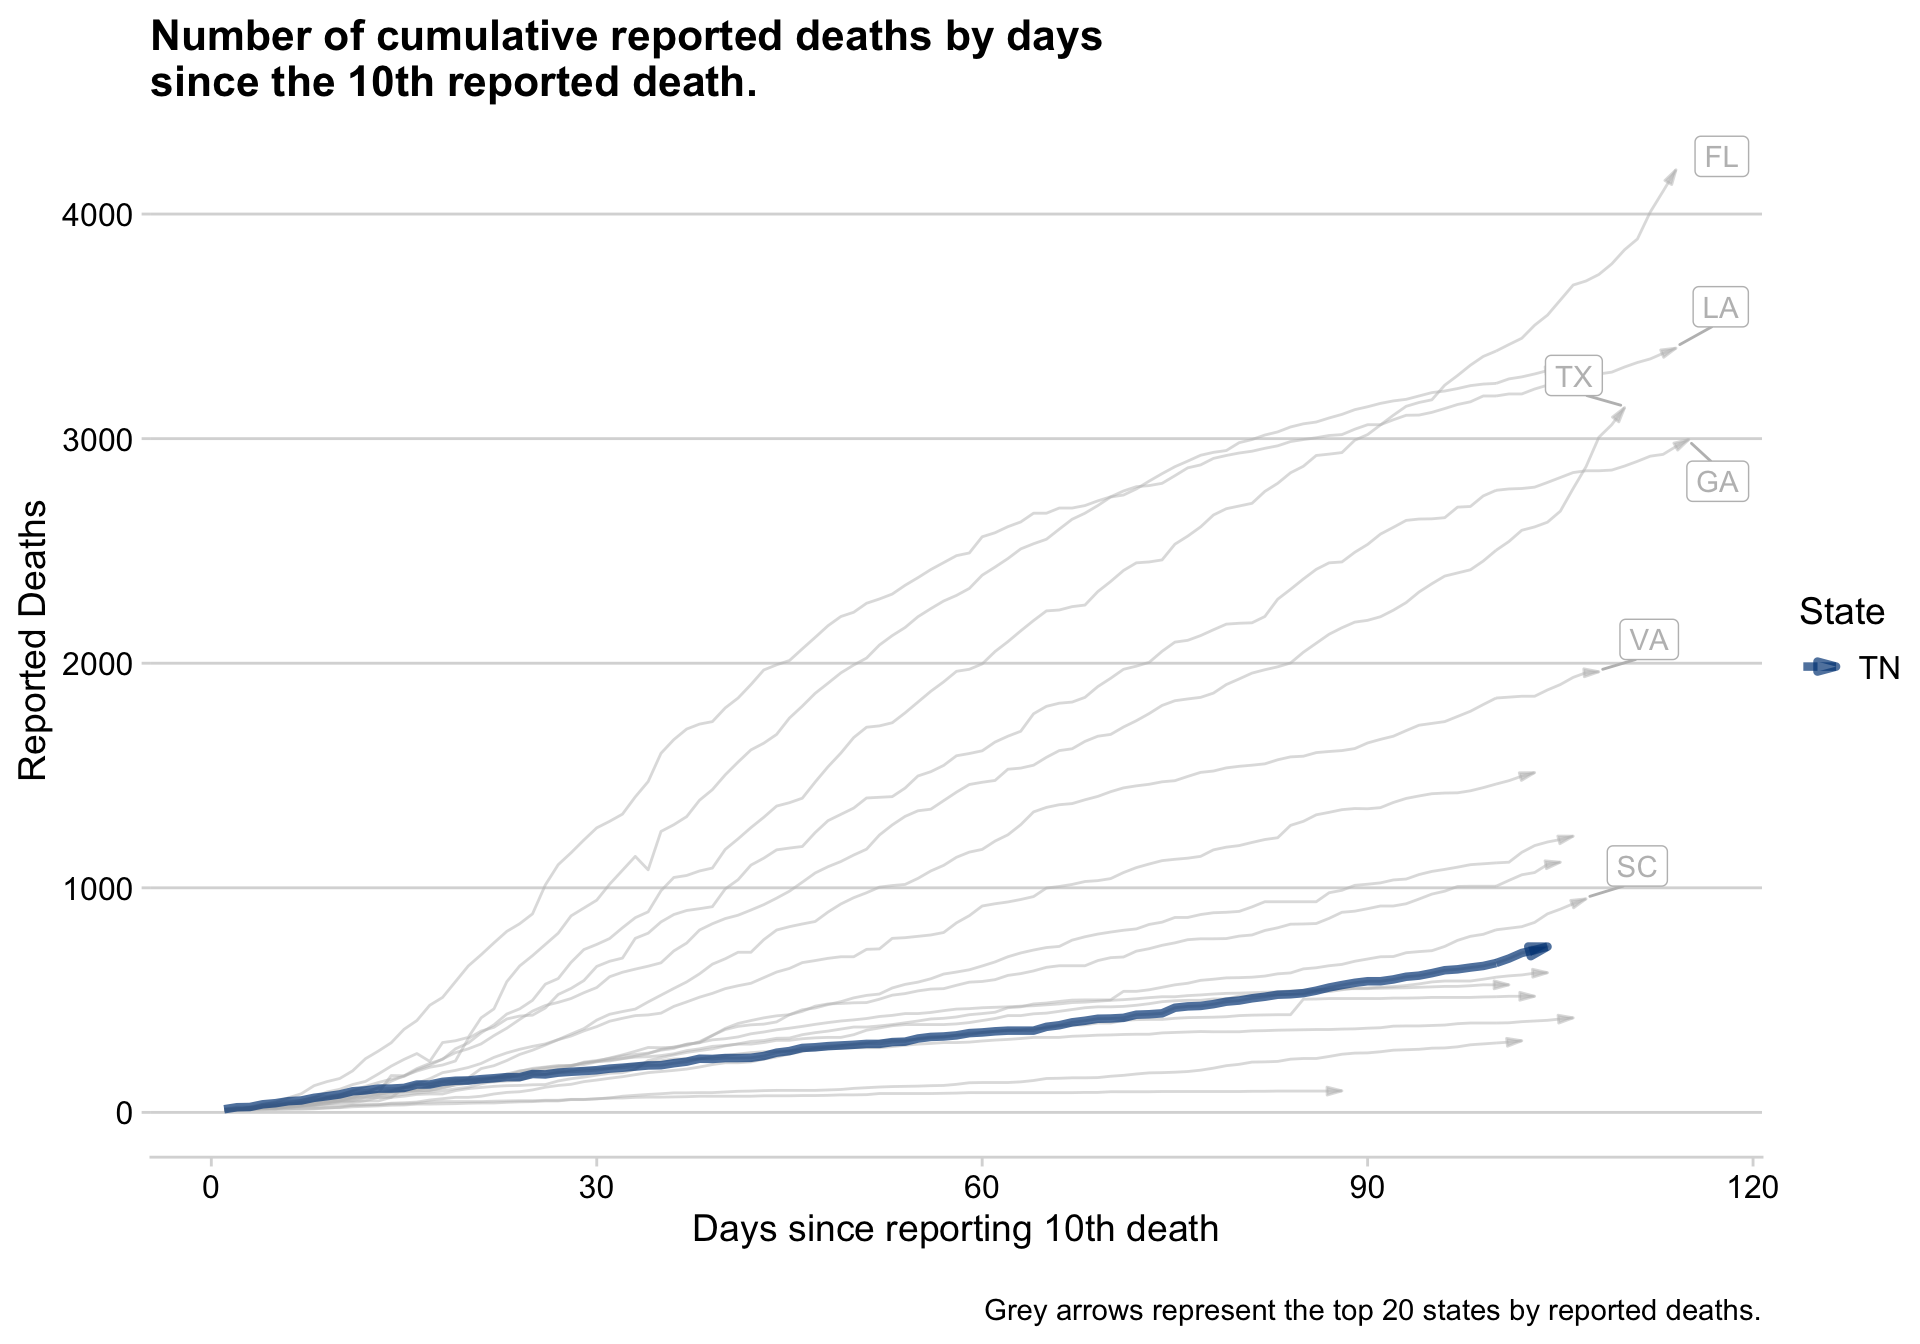 Number of cumulative reported deaths by days
since the 10th reported death.
FL
4000
LA
TX
3000
GA
Reported Deaths
State
TN
VA
2000
SC
1000
0
0 30 60 90 120
Days since reporting 10th death
Grey arrows represent the top 20 states by reported deaths.